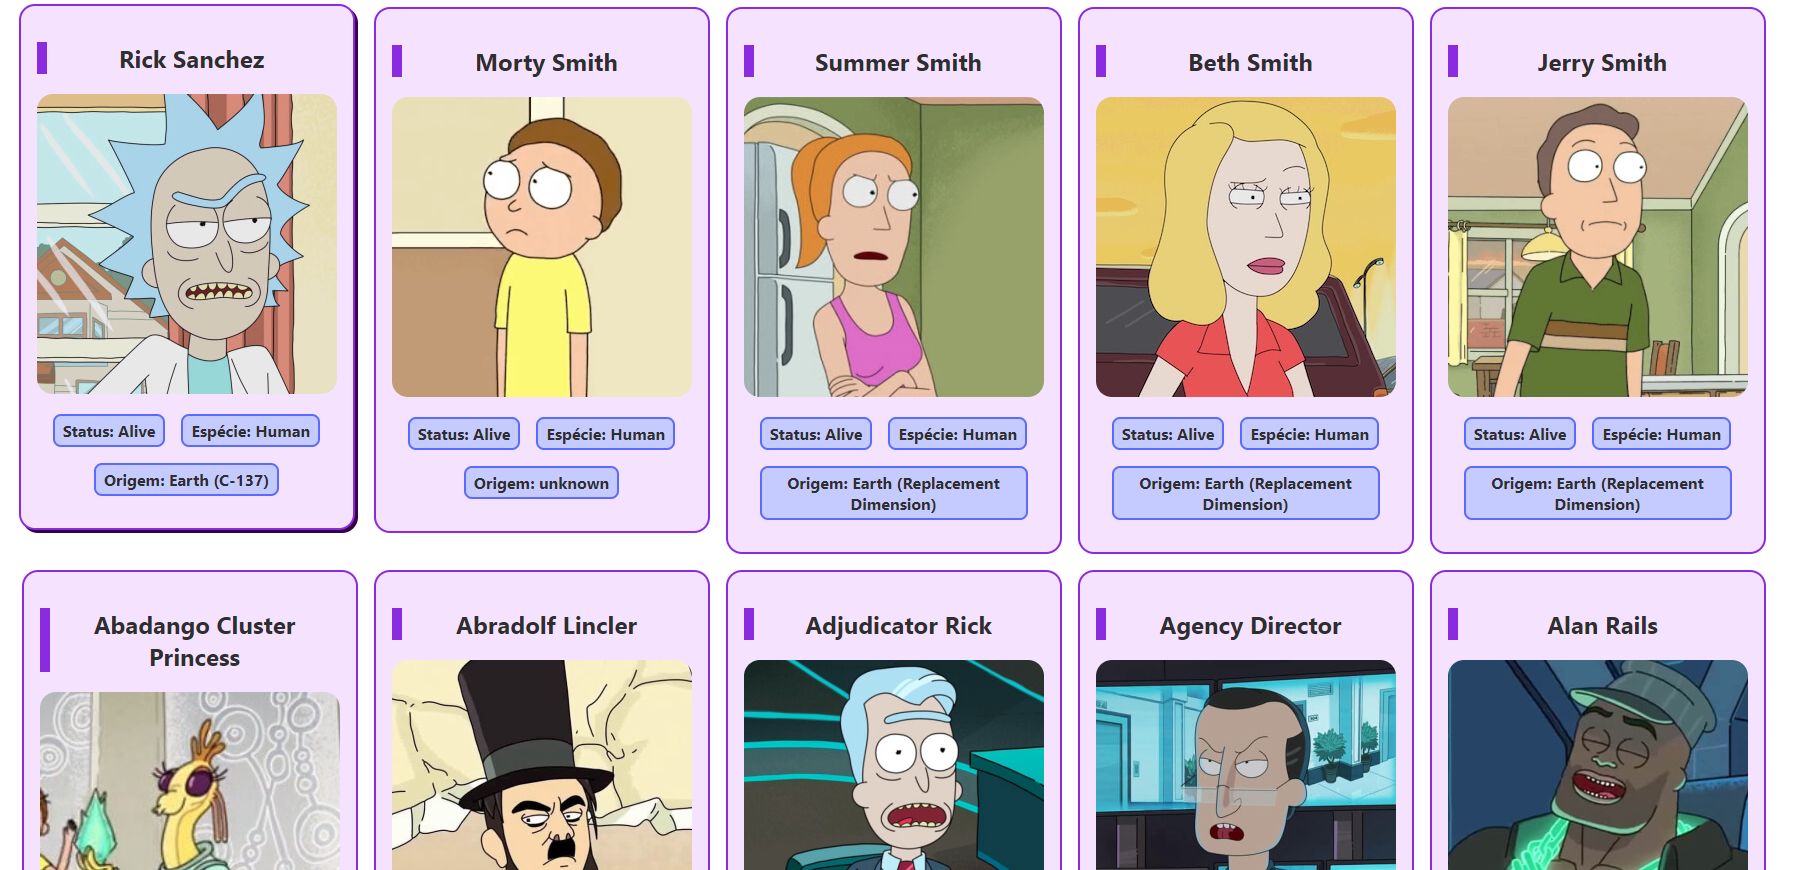 Rick Sanchez
Morty Smith
Summer Smith
Beth Smith
Jerry Smith
Status: Alive
Espécie: Human
Origem: Earth (C-137)
Status: Alive
Espécie: Human
Origem: unknown
Status: Alive
Espécie: Human
Origem: Earth (Replacement
Dimension)
Status: Alive
Espécie: Human
Origem: Earth (Replacement
Dimension)
Status: Alive
Espécie: Human
Origem: Earth (Replacement
Dimension)
Abadango Cluster
Princess
Abradolf Lincler
Adjudicator Rick
Agency Director
Alan Rails